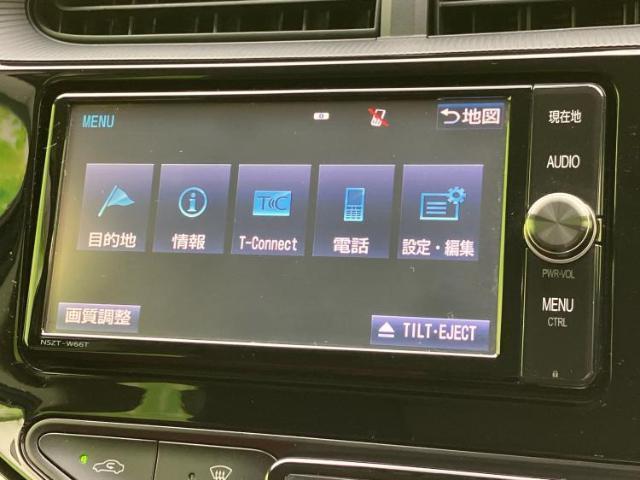 MENU
地図
現在地
AUDIO
目的地
情報
T-Connect
電話
設定・編集
PWR・VOL
MENU
CTRL
画質調整
TILT・EJECT
NSZT-W66T